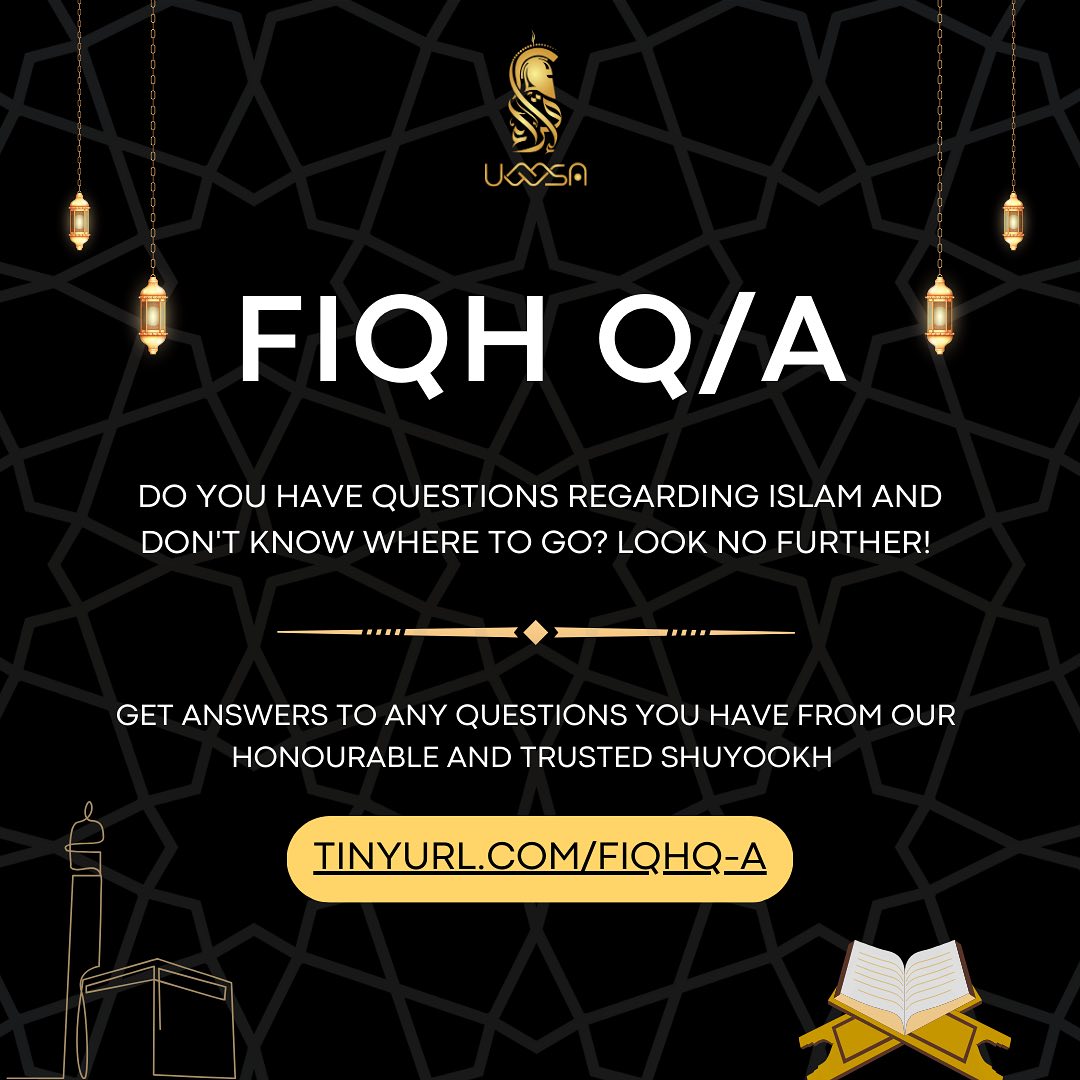 FIQH Q/A
DO YOU HAVE QUESTIONS REGARDING ISLAM AND
DON'T KNOW WHERE TO GO? LOOK NO FURTHER!
GET ANSWERS TO ANY QUESTIONS YOU HAVE FROM OUR
HONOURABLE AND TRUSTED SHUYOOKH
TINYURL.COM/FIQHQ-A